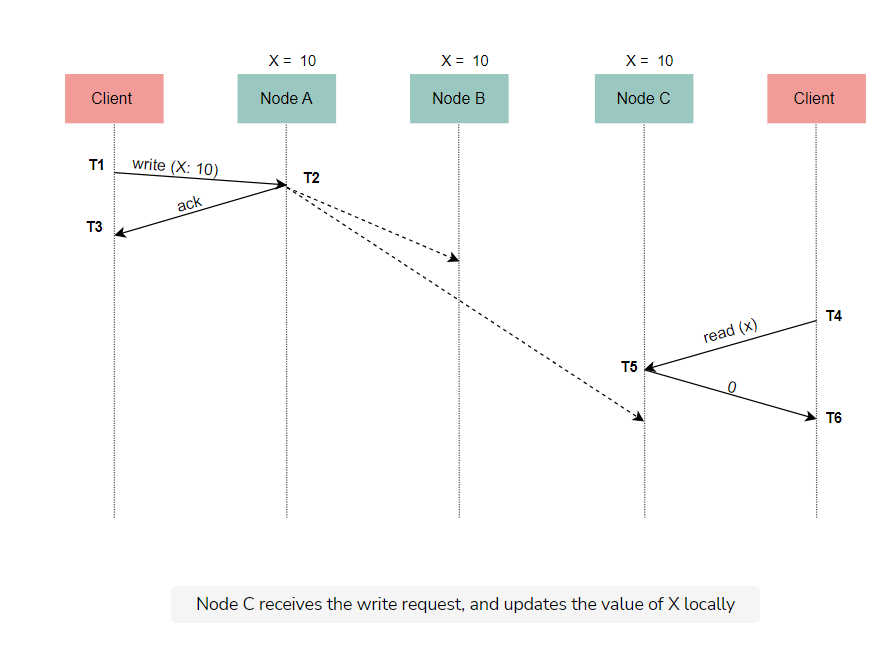 X = 10
X = 10
X = 10
Client
Node A
Node B
Node C
Client
T1
write (X: 10)
T2
ack
T3
T4
read (x)
T5
0
T6
Node C receives the write request, and updates the value of X locally